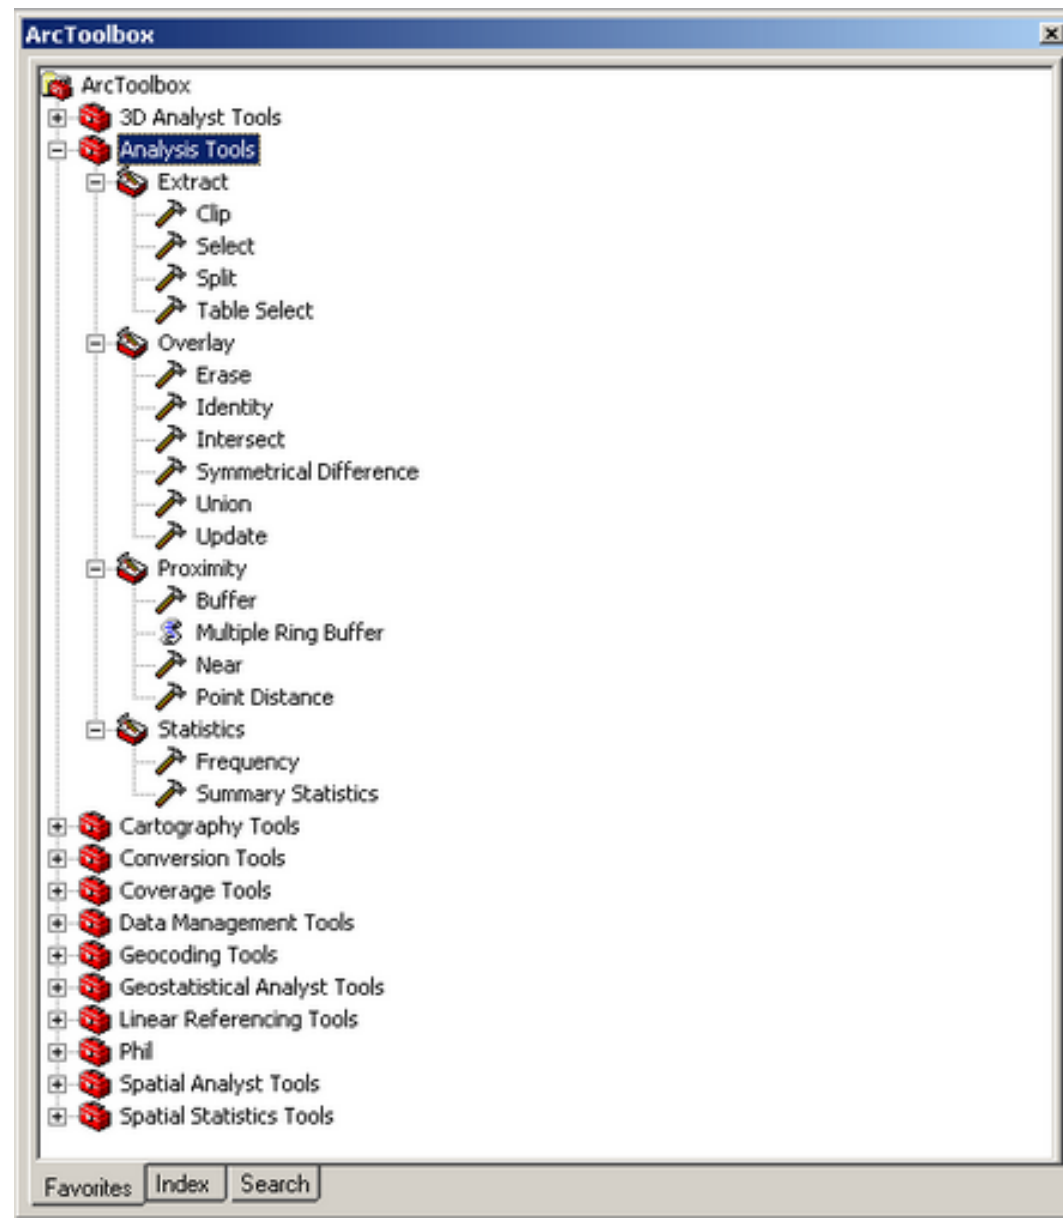 ArcToolbox
ArcToolbox
3D Analyst Tools
Analysis Tools
Extract
Clip
Select
Split
Table Select
Overlay
Erase
Identity
Intersect
Symmetrical Difference
Union
Update
Proximity
Buffer
Multiple Ring Buffer
Near
Point Distance
Statistics
Frequency
Summary Statistics
Cartography Tools
Conversion Tools
Coverage Tools
Data Management Tools
Geocoding Tools
Geostatistical Analyst Tools
Linear Referencing Tools
Phil
Spatial Analyst Tools
Spatial Statistics Tools
Favorites Index Search